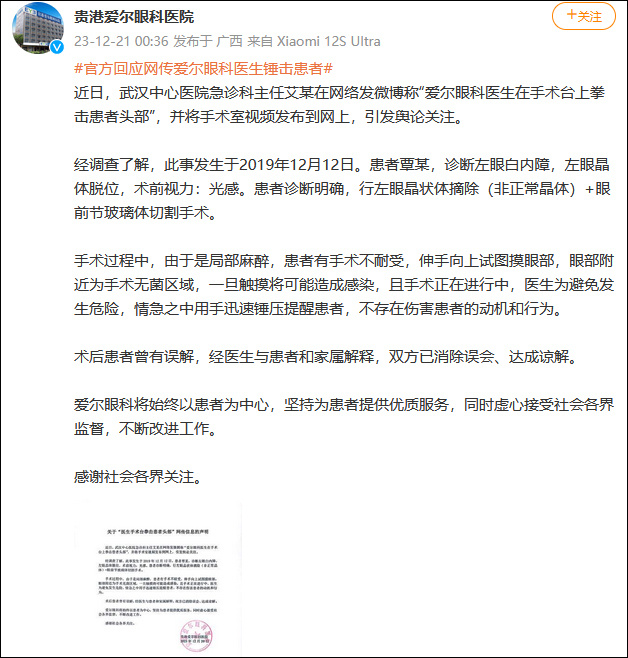 贵港爱尔眼科医院
+关注
23-12-21 00:36 发布于 广西 来自 Xiaomi 12S Ultra
#官方回应网传爱尔眼科医生锤击患者#
近日，武汉中心医院急诊科主任艾某在网络发微博称“爱尔眼科医生在手术台上拳
击患者头部”，并将手术室视频发布到网上，引发舆论关注。
经调查了解，此事发生于2019年12月12日。患者覃某，诊断左眼白内障，左眼晶
体脱位，术前视力：光感。患者诊断明确，行左眼晶状体摘除（非正常晶体）+眼
前节玻璃体切割手术。
手术过程中，由于是局部麻醉，患者有手术不耐受，伸手向上试图摸眼部，眼部附
近为手术无菌区域，一旦触摸将可能造成感染，且手术正在进行中，医生为避免发
生危险，情急之中用手迅速锤压提醒患者，不存在伤害患者的动机和行为。
术后患者曾有误解，经医生与患者和家属解释，双方已消除误会、达成谅解。
爱尔眼科将始终以患者为中心，坚持为患者提供优质服务，同时虚心接受社会各界
监督，不断改进工作。
感谢社会各界关注。
关于“医生手术台拳击患者头部”网络信息的声明